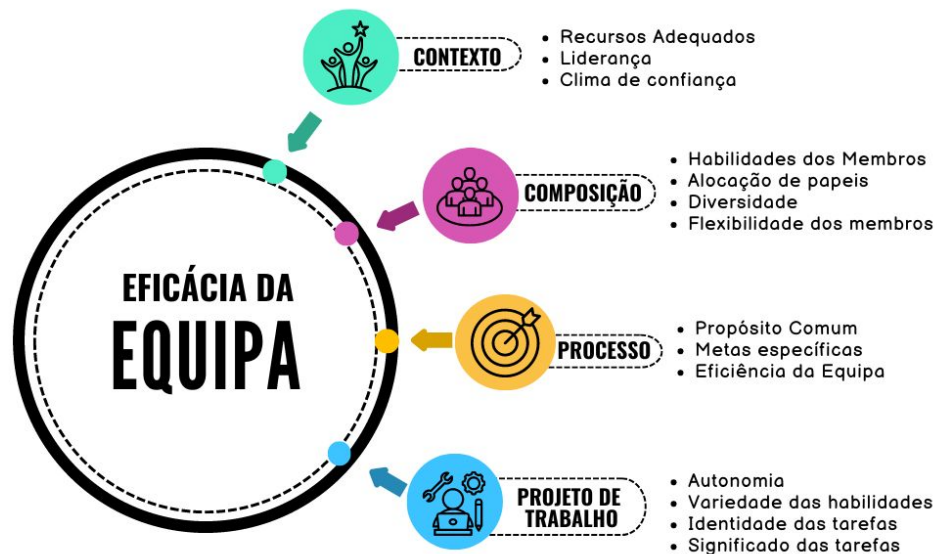 CONTEXTO
• Recursos Adequados
• Liderança
• Clima de confiança
COMPOSIÇÃO
• Habilidades dos Membros
• Alocação de papeis
• Diversidade
• Flexibilidade dos membros
EFICÁCIA DA
EQUIPA
PROCESSO
• Propósito Comum
• Metas específicas
• Eficiência da Equipa
PROJETO DE
TRABALHO
• Autonomia
• Variedade das habilidades
• Identidade das tarefas
• Significado das tarefas